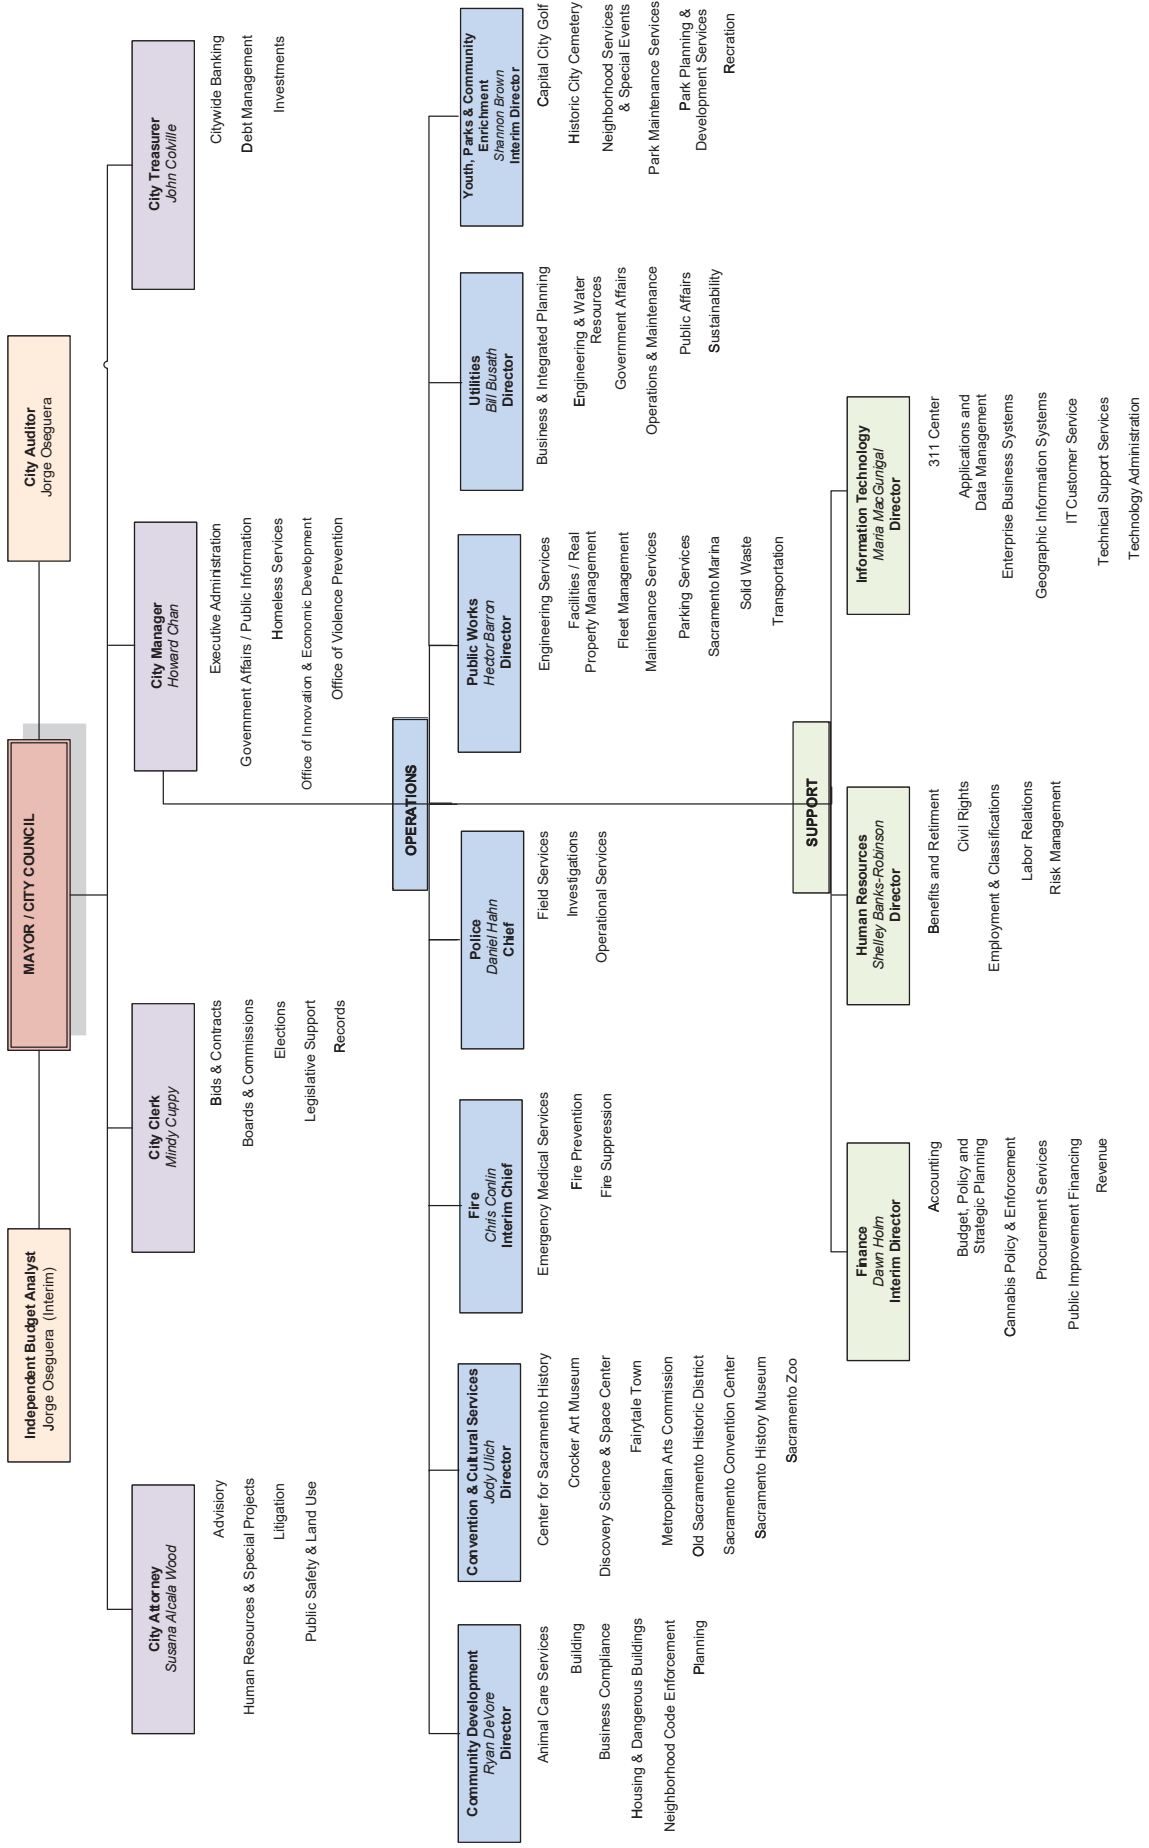 MAYOR / CITY COUNCIL
Independent Budget Analyst
Jorge Oseguera (Interim)
City Auditor
Jorge Oseguera
City Attorney
Susana Alcala Wood
Advisiory
Human Resources & Special Projects
Litigation
Public Safety & Land Use
City Clerk
Mindy Cuppy
Bids & Contracts
Boards & Commissions
Elections
Legislative Support
Records
City Manager
Howard Chan
Executive Administration
Government Affairs / Public Information
Homeless Services
Office of Innovation & Economic Development
Office of Violence Prevention
City Treasurer
John Colville
Citywide Banking
Debt Management
Investments
OPERATIONS
Community Development
Ryan DeVore
Director
Animal Care Services
Building
Business Compliance
Housing & Dangerous Buildings
Neighborhood Code Enforcement
Planning
Convention & Cultural Services
Jody Ulich
Director
Center for Sacramento History
Crocker Art Museum
Discovery Science & Space Center
Fairytale Town
Metropolitan Arts Commission
Old Sacramento Historic District
Sacramento Convention Center
Sacramento History Museum
Sacramento Zoo
Fire
Chris Conlin
Interim Chief
Emergency Medical Services
Fire Prevention
Fire Suppression
Police
Daniel Hahn
Chief
Field Services
Investigations
Operational Services
Public Works
Hector Barron
Director
Engineering Services
Facilities / Real
Property Management
Fleet Management
Maintenance Services
Parking Services
Sacramento Marina
Solid Waste
Transportation
Utilities
Bill Busath
Director
Business & Integrated Planning
Engineering & Water
Resources
Government Affairs
Operations & Maintenance
Public Affairs
Sustainability
Youth, Parks & Community
Enrichment
Shannon Brown
Interim Director
Capital City Golf
Historic City Cemetery
Neighborhood Services
& Special Events
Park Maintenance Services
Park Planning &
Development Services
Recration
SUPPORT
Finance
Dawn Holm
Interim Director
Accounting
Budget, Policy and
Strategic Planning
Cannabis Policy & Enforcement
Procurement Services
Public Improvement Financing
Revenue
Human Resources
Shelley Banks-Robinson
Director
Benefits and Retirment
Civil Rights
Employment & Classifications
Labor Relations
Risk Management
Information Technology
Maria MacGunigal
Director
311 Center
Applications and
Data Management
Enterprise Business Systems
Geographic Information Systems
IT Customer Service
Technical Support Services
Technology Administration